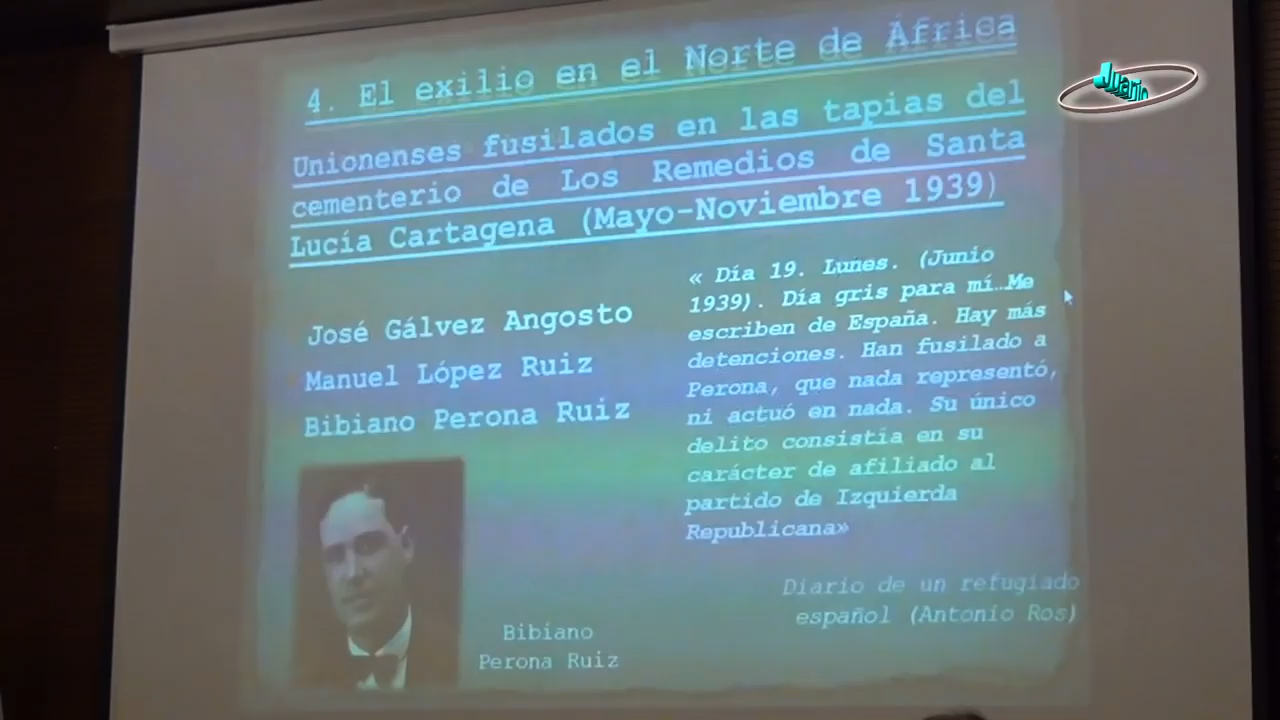 4. El exilio en el Norte de África
Unionenses fusilados en las tapias del
cementerio de Los Remedios de Santa
Lucía Cartagena (Mayo-Noviembre 1939)
José Gálvez Angosto
Manuel López Ruiz
Bibiano Perona Ruiz
« Día 19. Lunes. (Junio
1939). Día gris para mí…Me
escriben de España. Hay más
detenciones. Han fusilado a
Perona, que nada representó,
ni actuó en nada. Su único
delito consistía en su
carácter de afiliado al
partido de Izquierda
Republicana»
Diario de un refugiado
español (Antonio Ros)
Bibiano
Perona Ruiz
Juanjo